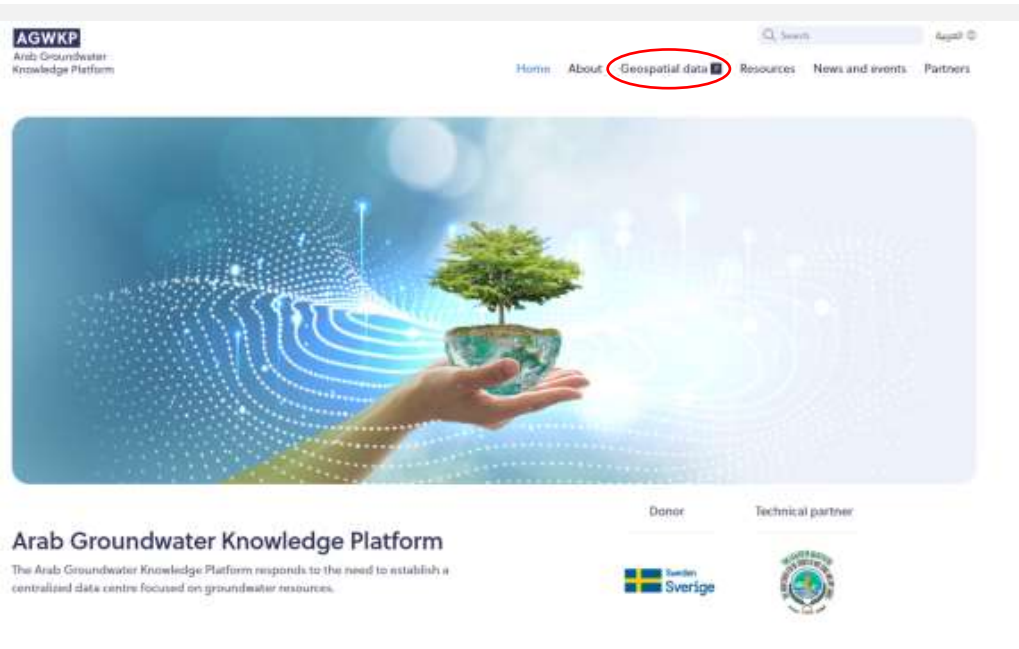 AGWKP
Arab Groundwater
Knowledge Platform
Search
العربية
Home About Geospatial data Resources News and events Partners
Donor Technical partner
Arab Groundwater Knowledge Platform
The Arab Groundwater Knowledge Platform responds to the need to establish a
centralized data centre focused on groundwater resources.
Sweden
Sverige